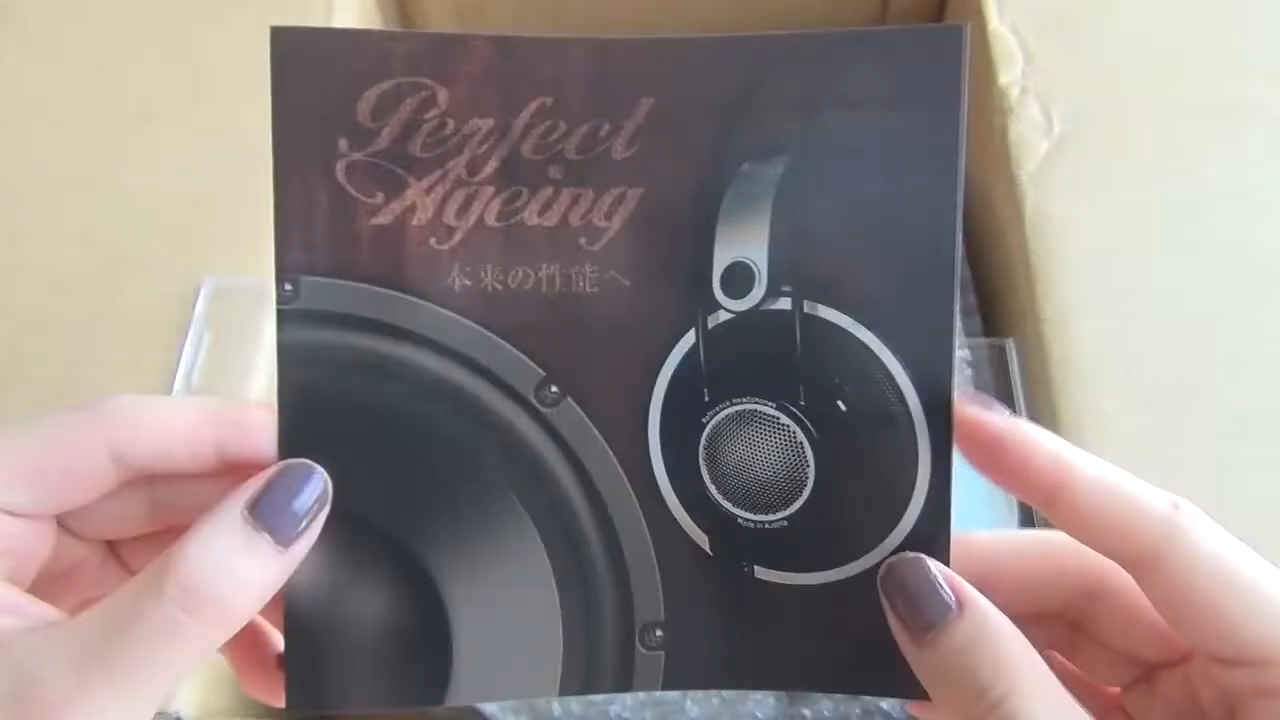 Perfect
Ageing
本来の性能へ
Reference Headphones
Made in Austria